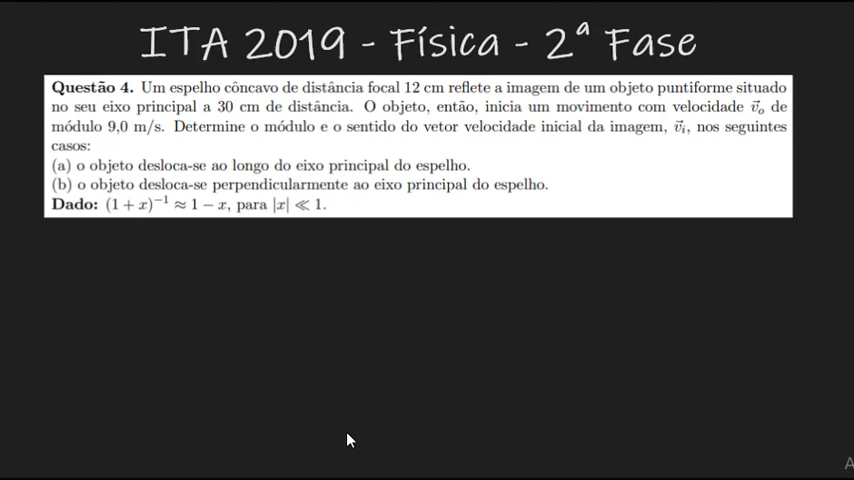 ITA 2019 - Física - 2ª Fase
Questão 4. Um espelho côncavo de distância focal 12 cm reflete a imagem de um objeto puntiforme situado
no seu eixo principal a 30 cm de distância. O objeto, então, inicia um movimento com velocidade v⃗ₒ de
módulo 9,0 m/s. Determine o módulo e o sentido do vetor velocidade inicial da imagem, v⃗ᵢ, nos seguintes
casos:
(a) o objeto desloca-se ao longo do eixo principal do espelho.
(b) o objeto desloca-se perpendicularmente ao eixo principal do espelho.
Dado: (1 + x)⁻¹ ≈ 1 − x, para |x| ≪ 1.
A